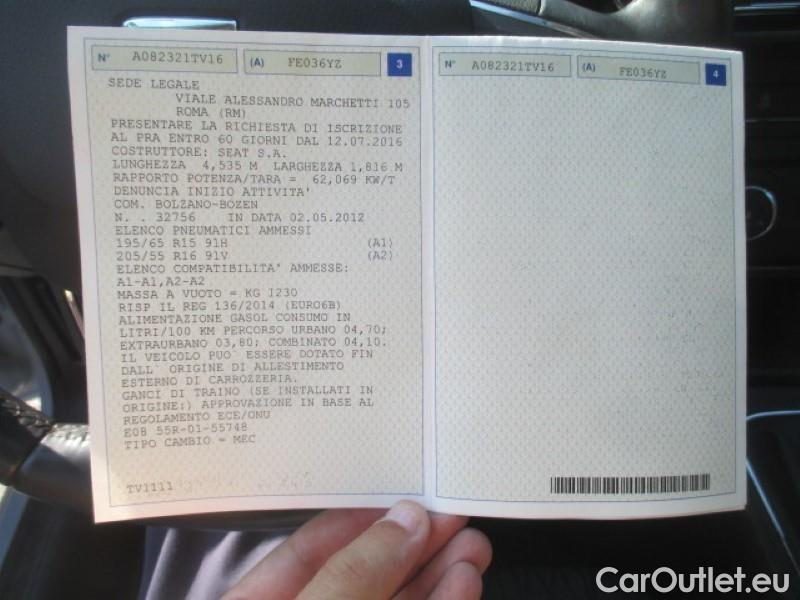 N° A082321TV16 (A) FE036YZ 3
SEDE LEGALE
VIALE ALESSANDRO MARCHETTI 105
ROMA (RM)
PRESENTARE LA RICHIESTA DI ISCRIZIONE
AL PRA ENTRO 60 GIORNI DAL 12.07.2016
COSTRUTTORE: SEAT S.A.
LUNGHEZZA 4,535 M LARGHEZZA 1,816 M
RAPPORTO POTENZA/TARA = 62,069 KW/T
DENUNCIA INIZIO ATTIVITA'
COM. BOLZANO-BOZEN
N. . 32756 IN DATA 02.05.2012
ELENCO PNEUMATICI AMMESSI
195/65 R15 91H (A1)
205/55 R16 91V (A2)
ELENCO COMPATIBILITA' AMMESSE:
A1-A1,A2-A2
MASSA A VUOTO = KG 1230
RISP IL REG 136/2014 (EURO6B)
ALIMENTAZIONE GASOL CONSUMO IN
LITRI/100 KM PERCORSO URBANO 04,70;
EXTRAURBANO 03,80; COMBINATO 04,10.
IL VEICOLO PUO` ESSERE DOTATO FIN
DALL` ORIGINE DI ALLESTIMENTO
ESTERNO DI CARROZZERIA.
GANCI DI TRAINO (SE INSTALLATI IN
ORIGINE:) APPROVAZIONE IN BASE AL
REGOLAMENTO ECE/ONU
E08 55R-01-55748
TIPO CAMBIO = MEC
TV1111
N° A082321TV16 (A) FE036YZ 4
CarOutlet.eu